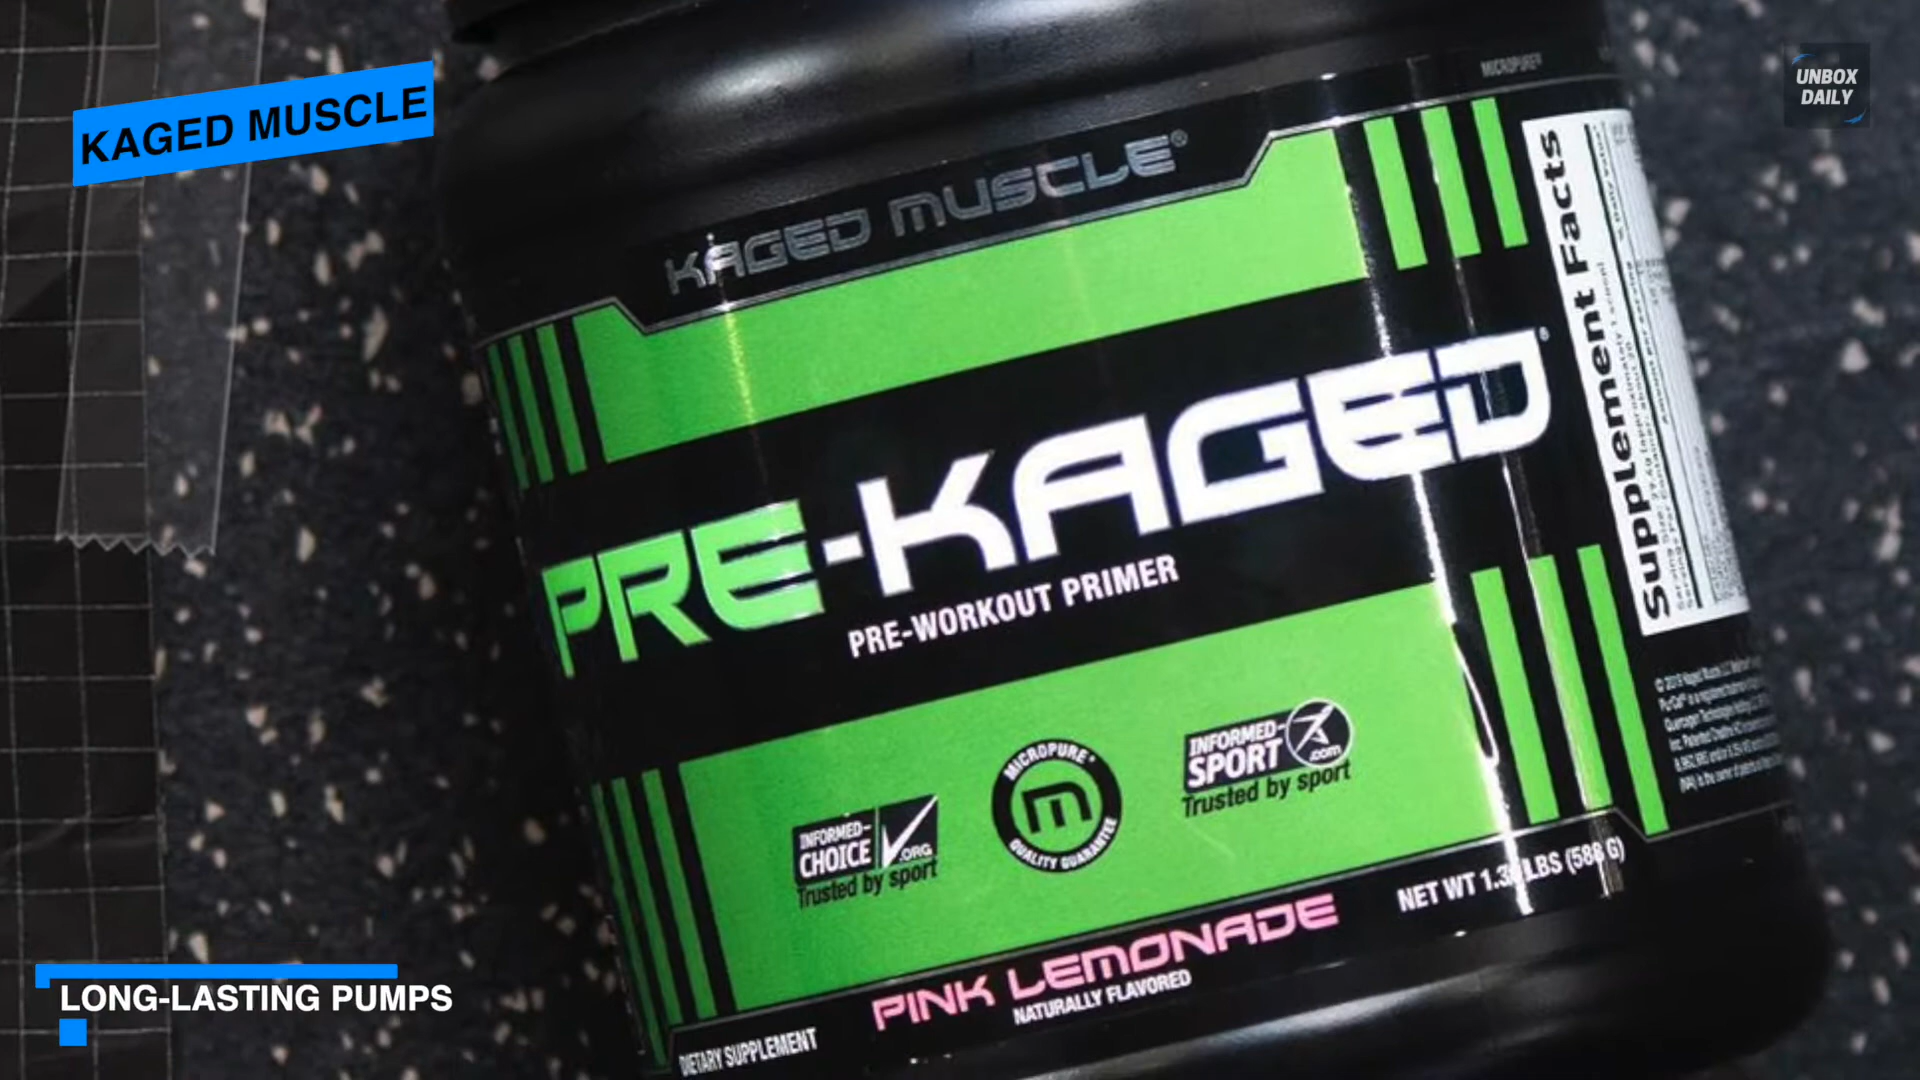 KAGED MUSCLE
UNBOX
DAILY
MICROPURE®
KAGED MUSCLE®
PRE-KAGED®
PRE-WORKOUT PRIMER
INFORMED-
CHOICE
.ORG
Trusted by sport
MICROPURE®
QUALITY GUARANTEE
INFORMED-
SPORT
.com
Trusted by sport
PINK LEMONADE
NATURALLY FLAVORED
NET WT LBS G)
DIETARY SUPPLEMENT
Supplement Facts
LONG-LASTING PUMPS